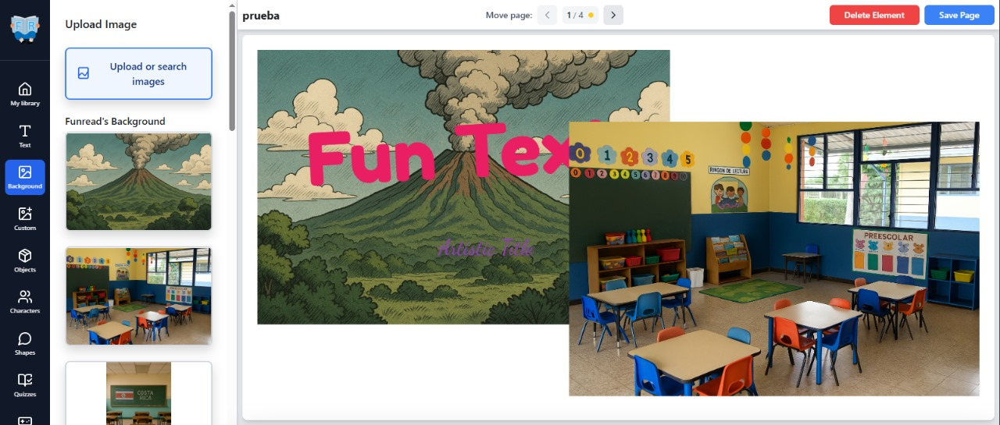 FR
My library
Text
Background
Custom
Objects
Characters
Shapes
Quizzes
Upload Image
Upload or search
images
Funread's Background
COSTA
RICA
prueba
Move page:
1 / 4
Delete Element
Save Page
Fun Tex
Artistic Title
0 1 2 3 4 5
0 1 2 3 4 5 6 7 8 9 10
RINCON DE LECTURA
PREESCOLAR